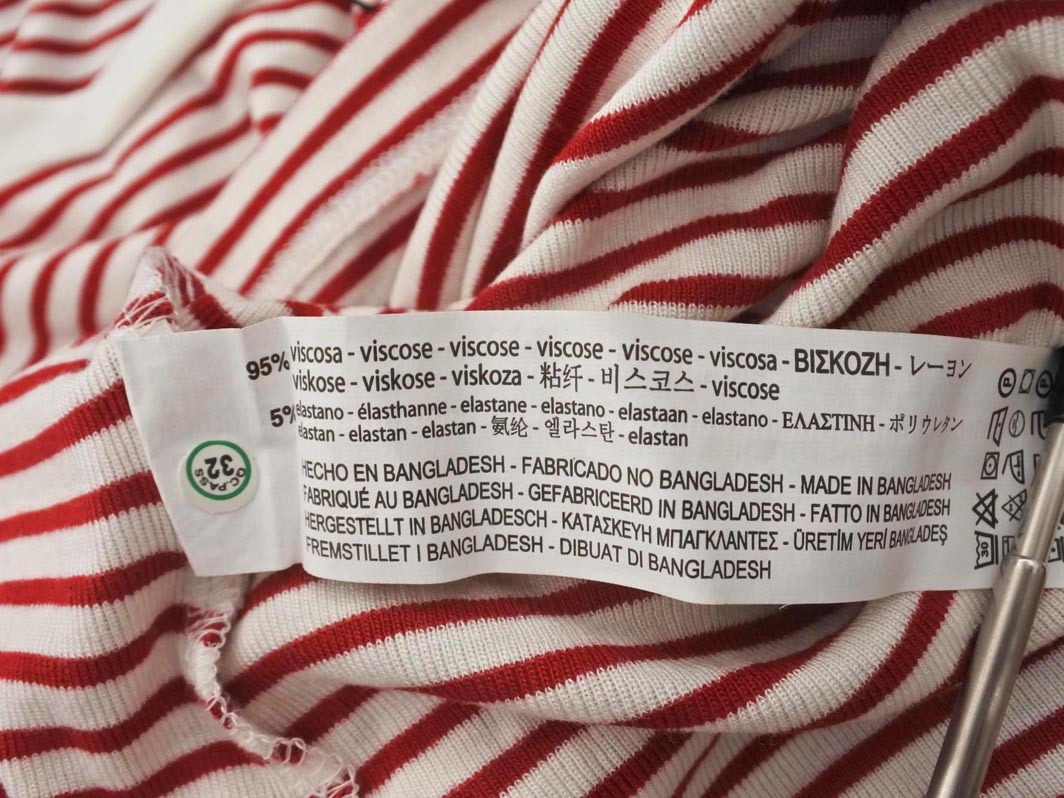 95% viscosa - viscose - viscose - viscose - viscose - viscosa - ΒΙΣΚΟΖΗ - レーヨン
viskose - viskose - viskoza - 粘纤 - 비스코스 - viscose
5% elastano - élasthanne - elastane - elastano - elastaan - elastano - ΕΛΑΣΤΙΝΗ - ポリウレタン
elastan - elastan - elastan - 氨纶 - 엘라스탄 - elastan
HECHO EN BANGLADESH - FABRICADO NO BANGLADESH - MADE IN BANGLADESH
FABRIQUÉ AU BANGLADESH - GEFABRICEERD IN BANGLADESH - FATTO IN BANGLADESH
HERGESTELLT IN BANGLADESCH - ΚΑΤΑΣΚΕΥΗ ΜΠΑΓΚΛΑΝΤΕΣ - ÜRETİM YERİ BANGLADEŞ
FREMSTILLET I BANGLADESH - DIBUAT DI BANGLADESH
QC.PASS
32
P
P
30